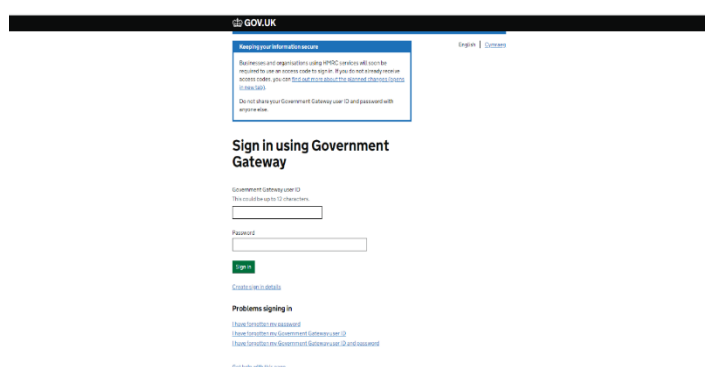 GOV.UK
English | Cymraeg
Keeping your information secure
Businesses and organisations using HMRC services will soon be
required to use an access code to sign in. If you do not already receive
access codes, you can find out more about the planned changes (opens
in new tab).
Do not share your Government Gateway user ID and password with
anyone else.
Sign in using Government
Gateway
Government Gateway user ID
This could be up to 12 characters.
Password
Sign in
Create sign in details
Problems signing in
I have forgotten my password
I have forgotten my Government Gateway user ID
I have forgotten my Government Gateway user ID and password